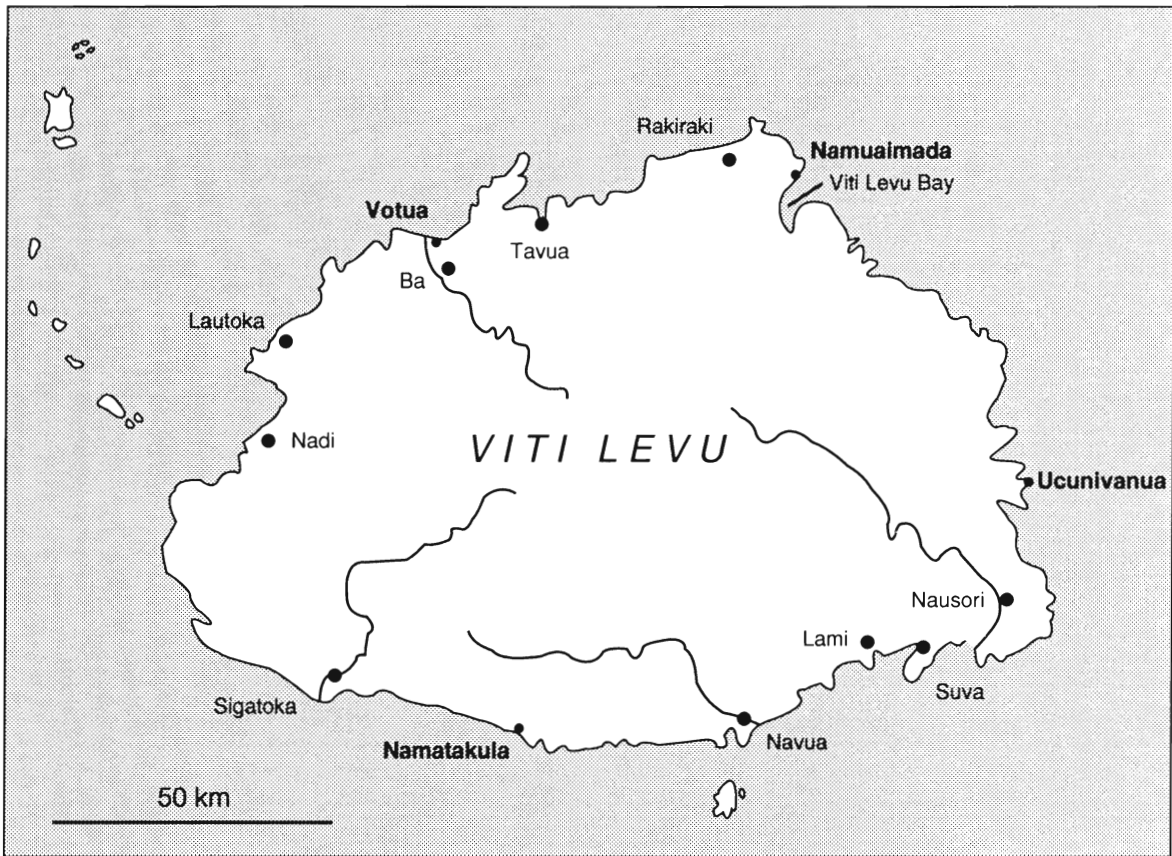 Rakiraki
Namuaimada
Viti Levu Bay
Votua
Tavua
Ba
Lautoka
Nadi
VITI LEVU
Ucunivanua
Nausori
Lami
Suva
Sigatoka
Navua
Namatakula
50 km